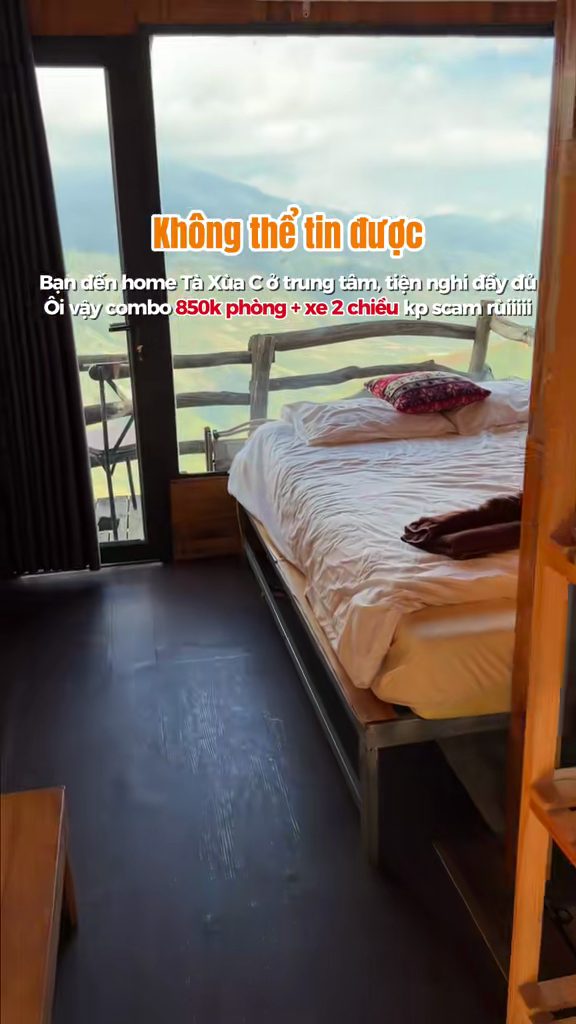 Không thể tin được
Bạn đến home Tà Xùa C ở trung tâm, tiện nghi đầy đủ
Ôi vậy combo 850k phòng + xe 2 chiều kp scam rùiiiii